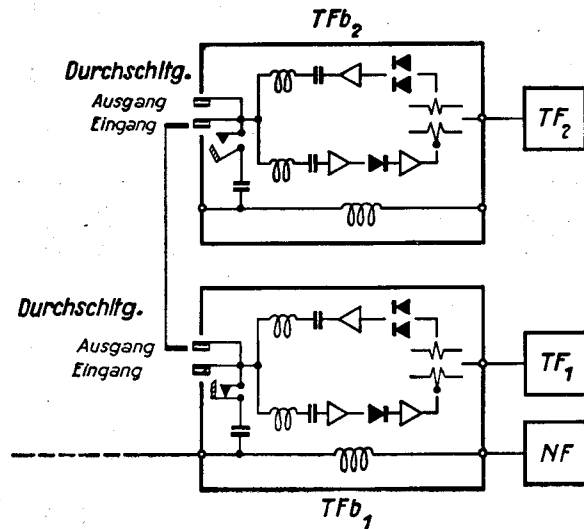 TFb2
Durchschltg.
Ausgang
Eingang
TF2
Durchschltg.
Ausgang
Eingang
TF1
NF
TFb1